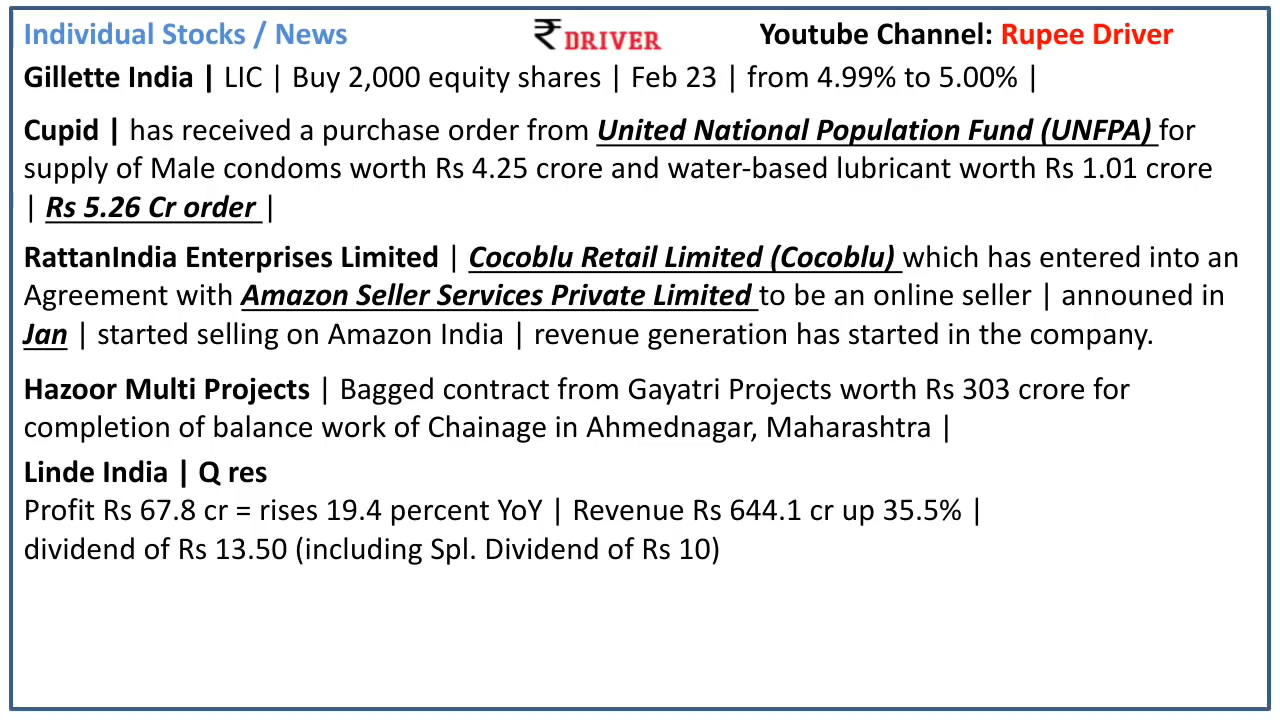 Individual Stocks / News
₹ DRIVER
Youtube Channel: Rupee Driver
Gillette India | LIC | Buy 2,000 equity shares | Feb 23 | from 4.99% to 5.00% |
Cupid | has received a purchase order from United National Population Fund (UNFPA) for
supply of Male condoms worth Rs 4.25 crore and water-based lubricant worth Rs 1.01 crore
| Rs 5.26 Cr order |
RattanIndia Enterprises Limited | Cocoblu Retail Limited (Cocoblu) which has entered into an
Agreement with Amazon Seller Services Private Limited to be an online seller | announed in
Jan | started selling on Amazon India | revenue generation has started in the company.
Hazoor Multi Projects | Bagged contract from Gayatri Projects worth Rs 303 crore for
completion of balance work of Chainage in Ahmednagar, Maharashtra |
Linde India | Q res
Profit Rs 67.8 cr = rises 19.4 percent YoY | Revenue Rs 644.1 cr up 35.5% |
dividend of Rs 13.50 (including Spl. Dividend of Rs 10)